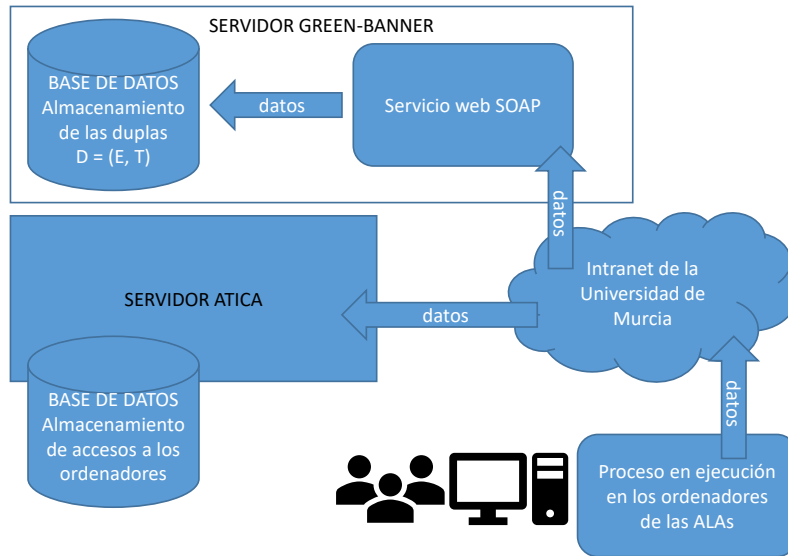 SERVIDOR GREEN-BANNER
BASE DE DATOS
Almacenamiento
de las duplas
D = (E, T)
datos
Servicio web SOAP
datos
SERVIDOR ATICA
datos
Intranet de la
Universidad de
Murcia
BASE DE DATOS
Almacenamiento
de accesos a los
ordenadores
datos
Proceso en ejecución
en los ordenadores
de las ALAs